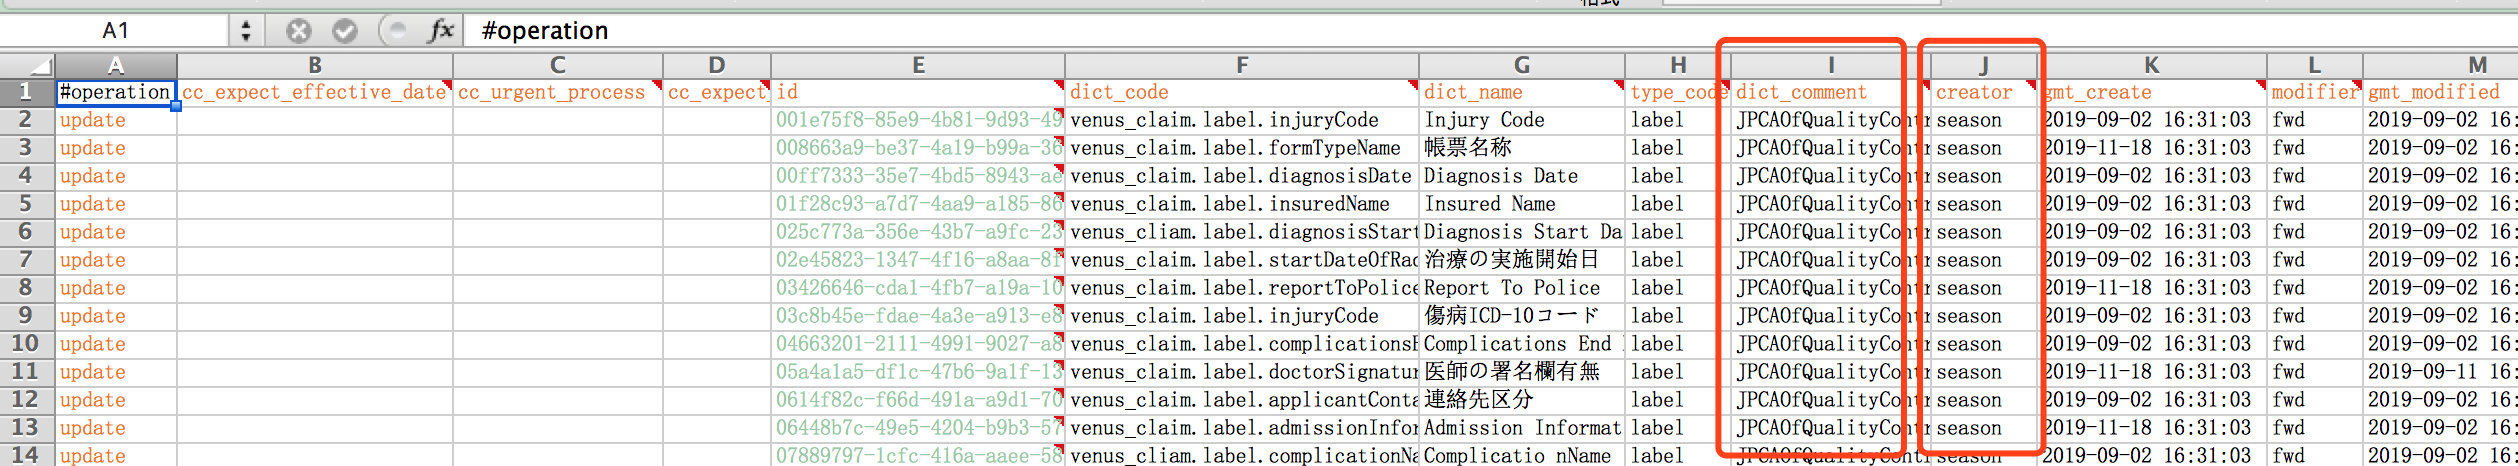 格式
A1 fx #operation
A B C D E F G H I J K L M
1 #operation cc_expect_effective_date cc_urgent_process cc_expect_ id dict_code dict_name type_code dict_comment creator gmt_create modifier gmt_modified
2 update 001e75f8-85e9-4b81-9d93-49 venus_claim.label.injuryCode Injury Code label JPCAOfQualityContr season 2019-09-02 16:31:03 fwd 2019-09-02 16:
3 update 008663a9-be37-4a19-b99a-36 venus_claim.label.formTypeName 帳票名称 label JPCAOfQualityContr season 2019-11-18 16:31:03 fwd 2019-09-02 16:
4 update 00ff7333-35e7-4bd5-8943-ae venus_claim.label.diagnosisDate Diagnosis Date label JPCAOfQualityContr season 2019-09-02 16:31:03 fwd 2019-09-02 16:
5 update 01f28c93-a7d7-4aa9-a185-86 venus_claim.label.insuredName Insured Name label JPCAOfQualityContr season 2019-09-02 16:31:03 fwd 2019-09-02 16:
6 update 025c773a-356e-43b7-a9fc-23 venus_cliam.label.diagnosisStart Diagnosis Start Da label JPCAOfQualityContr season 2019-09-02 16:31:03 fwd 2019-09-02 16:
7 update 02e45823-1347-4f16-a8aa-8f venus_claim.label.startDateOfRad 治療の実施開始日 label JPCAOfQualityContr season 2019-09-02 16:31:03 fwd 2019-09-02 16:
8 update 03426646-cda1-4fb7-a19a-10 venus_claim.label.reportToPolice Report To Police label JPCAOfQualityContr season 2019-11-18 16:31:03 fwd 2019-09-02 16:
9 update 03c8b45e-fdae-4a3e-a913-e8 venus_claim.label.injuryCode 傷病ICD-10コード label JPCAOfQualityContr season 2019-09-02 16:31:03 fwd 2019-09-02 16:
10 update 04663201-2111-4991-9027-a8 venus_claim.label.complicationsE Complications End label JPCAOfQualityContr season 2019-09-02 16:31:03 fwd 2019-09-02 16:
11 update 05a4a1a5-df1c-47b6-9a1f-13 venus_claim.label.doctorSignatur 医師の署名欄有無 label JPCAOfQualityContr season 2019-11-18 16:31:03 fwd 2019-09-11 16:
12 update 0614f82c-f66d-491a-a9d1-70 venus_claim.label.applicantConta 連絡先区分 label JPCAOfQualityContr season 2019-09-02 16:31:03 fwd 2019-09-02 16:
13 update 06448b7c-49e5-4204-b9b3-57 venus_claim.label.admissionInfor Admission Informat label JPCAOfQualityContr season 2019-11-18 16:31:03 fwd 2019-09-02 16:
14 update 07889797-1cfc-416a-aaee-58 venus_cliam.label.complicationNa Complicatio nName label JPCAOfQualityContr season 2019-09-02 16:31:03 fwd 2019-09-02 16: